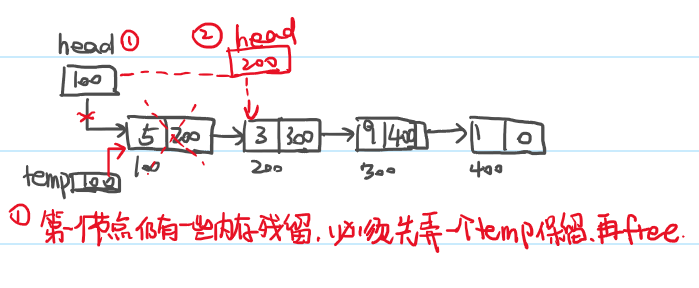 head ① ② head
100 200
5 200 3 300 9 400 1 0
temp 100 100 200 300 400
① 第一个节点仍有一些内存残留,必须先弄一个temp保留,再free.